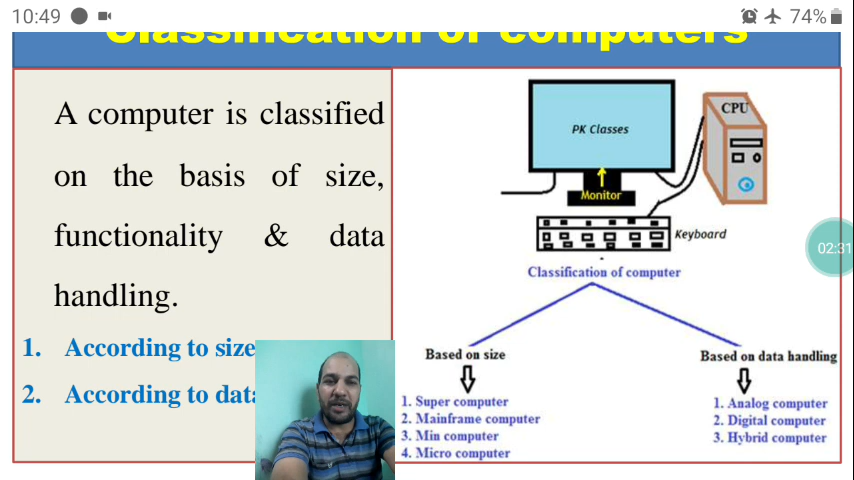 10:49
74%
Classification of computers
A computer is classified
on the basis of size,
functionality & data
handling.
1. According to size
2. According to data
PK Classes
CPU
Monitor
Keyboard
02:31
Classification of computer
Based on size
1. Super computer
2. Mainframe computer
3. Min computer
4. Micro computer
Based on data handling
1. Analog computer
2. Digital computer
3. Hybrid computer